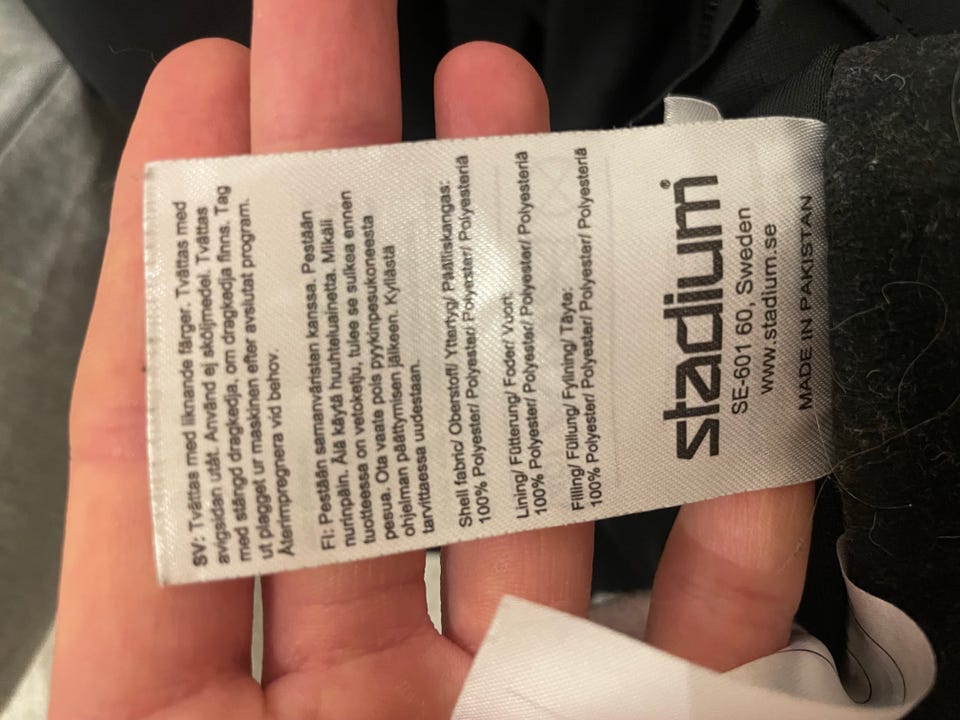 SV: Tvättas med liknande färger. Tvättas med
avigsidan utåt. Använd ej sköljmedel. Tvättas
med stängd dragkedja, om dragkedja finns. Tag
ut plagget ur maskinen efter avslutat program.
Återimpregnera vid behov.
FI: Pestään samanväristen kanssa. Pestään
nurinpäin. Älä käytä huuhteluainetta. Mikäli
tuotteessa on vetoketju, tulee se sulkea ennen
pesua. Ota vaate pois pyykinpesukoneesta
ohjelman päättymisen jälkeen. Kyllästä
tarvittaessa uudestaan.
Shell fabric/ Oberstoff/ Yttertyg/ Päälliskangas:
100% Polyester/ Polyester/ Polyester/ Polyesteriä
Lining/ Fütterung/ Foder/ Vuori:
100% Polyester/ Polyester/ Polyester/ Polyesteriä
Filling/ Füllung/ Fyllning/ Täyte:
100% Polyester/ Polyester/ Polyester/ Polyesteriä
stadium®
SE-601 60, Sweden
www.stadium.se
MADE IN PAKISTAN